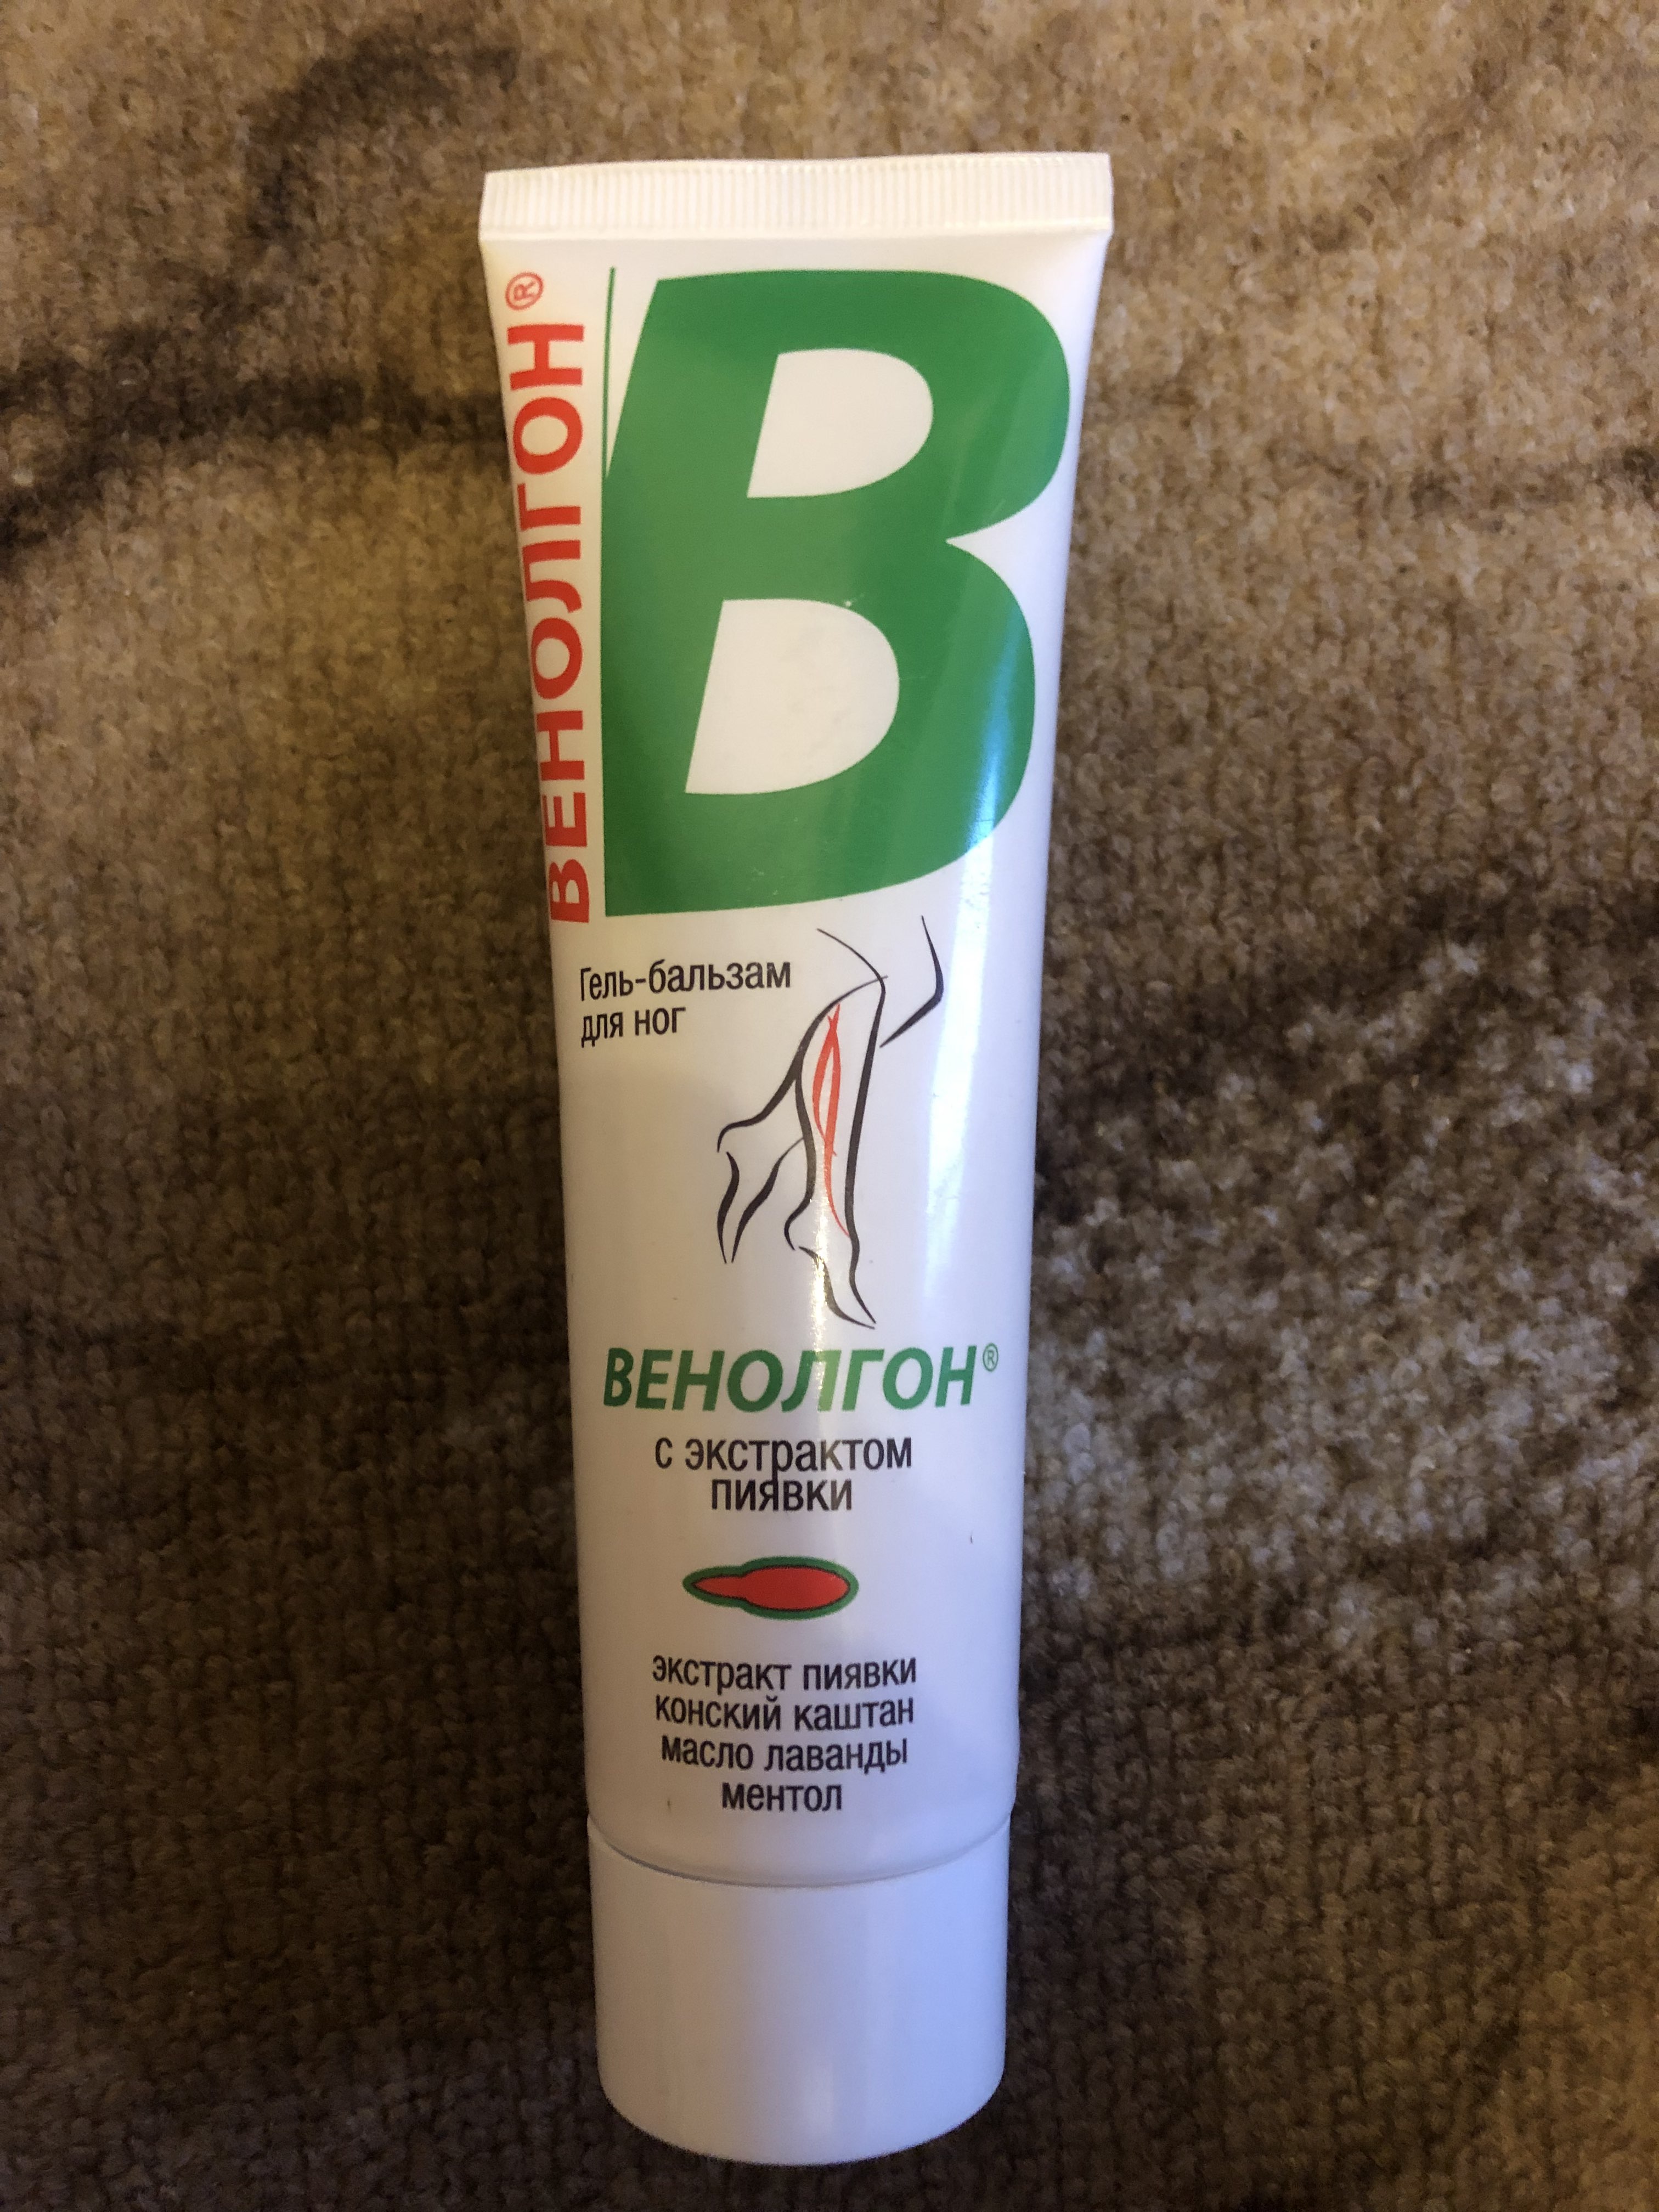 ВЕНОЛГОН®
В
Гель-бальзам
для ног
ВЕНОЛГОН®
с экстрактом
пиявки
экстракт пиявки
конский каштан
масло лаванды
ментол